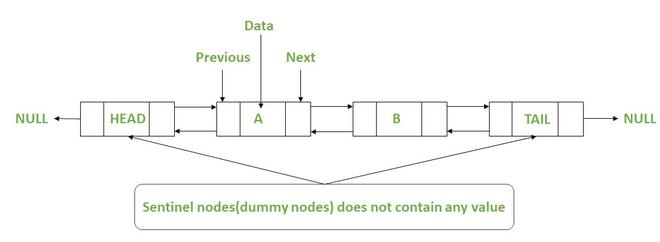 Data
Previous Next
NULL HEAD A B TAIL NULL
Sentinel nodes(dummy nodes) does not contain any value